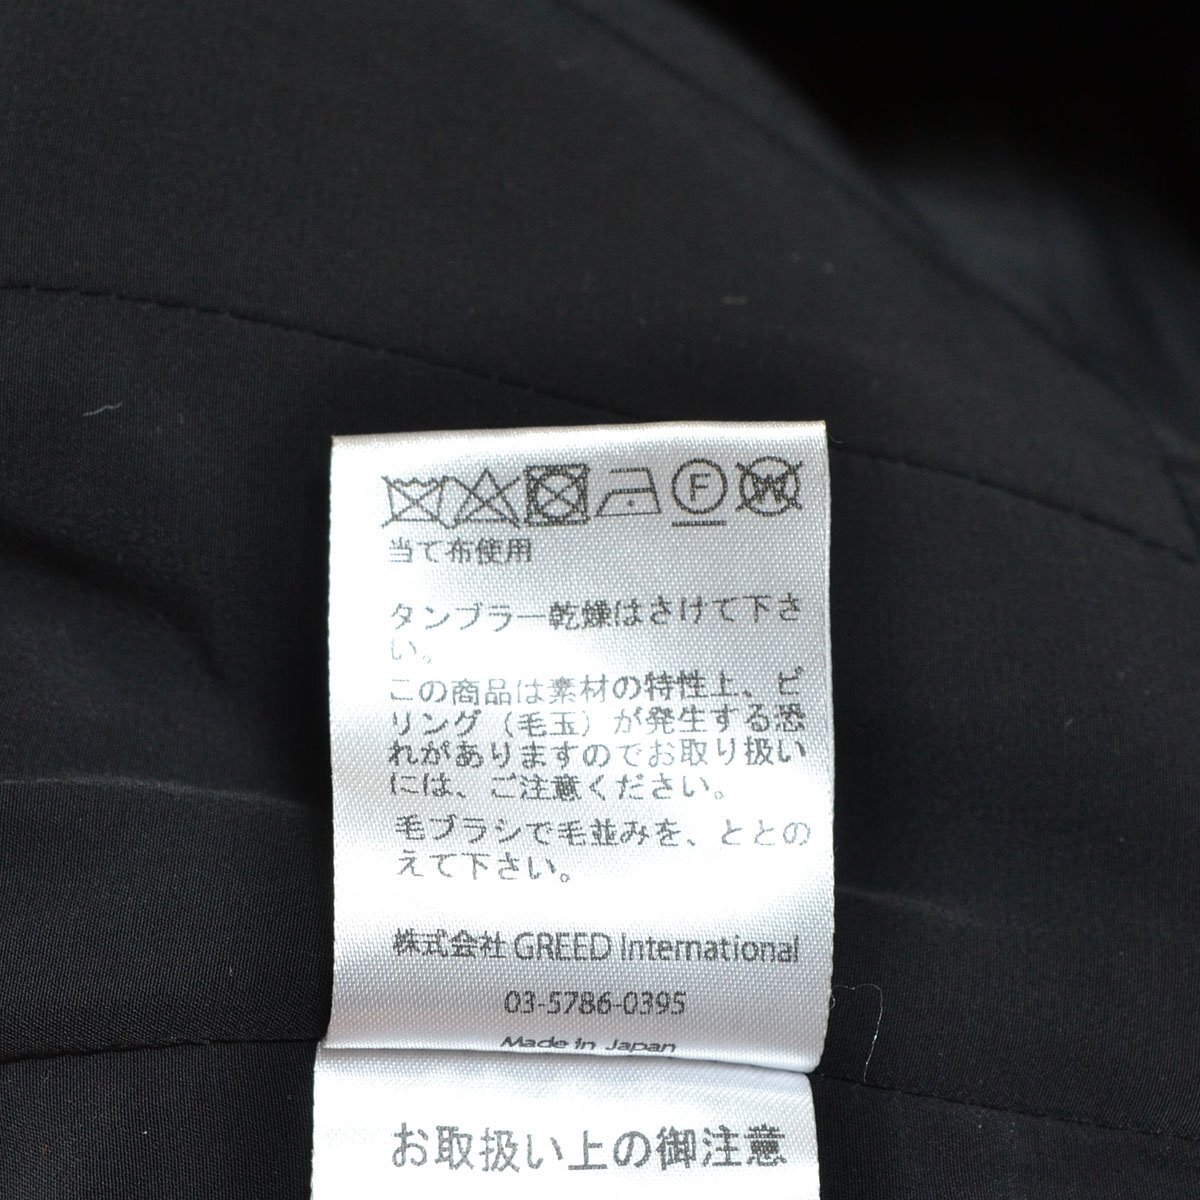 F W
当て布使用
タンブラー乾燥はさけて下さ
い。
この商品は素材の特性上、ピ
リング（毛玉）が発生する恐
れがありますのでお取り扱い
には、ご注意ください。
毛ブラシで毛並みを、ととの
えて下さい。
株式会社 GREED International
03-5786-0395
Made in Japan
お取扱い上の御注意